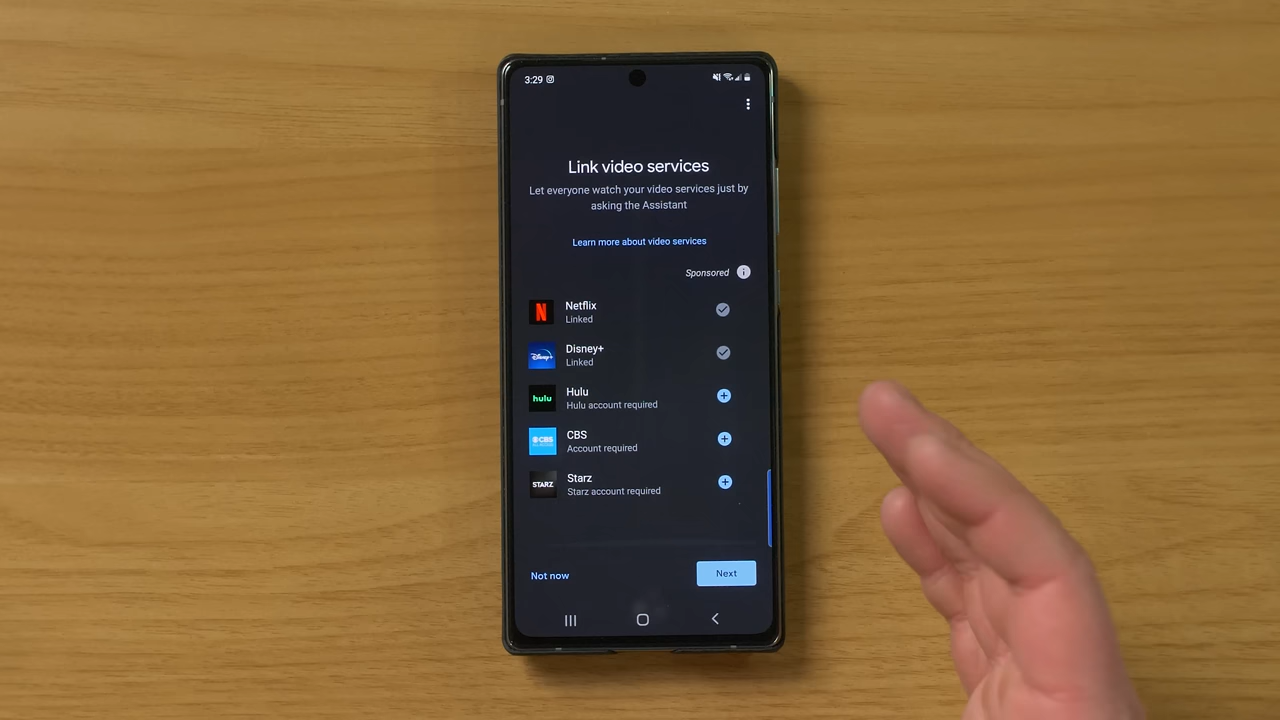 3:29
Link video services
Let everyone watch your video services just by
asking the Assistant
Learn more about video services
Sponsored
N
Netflix
Linked
Disney+
Disney+
Linked
hulu
Hulu
Hulu account required
CBS
CBS
Account required
STARZ
Starz
Starz account required
Not now
Next